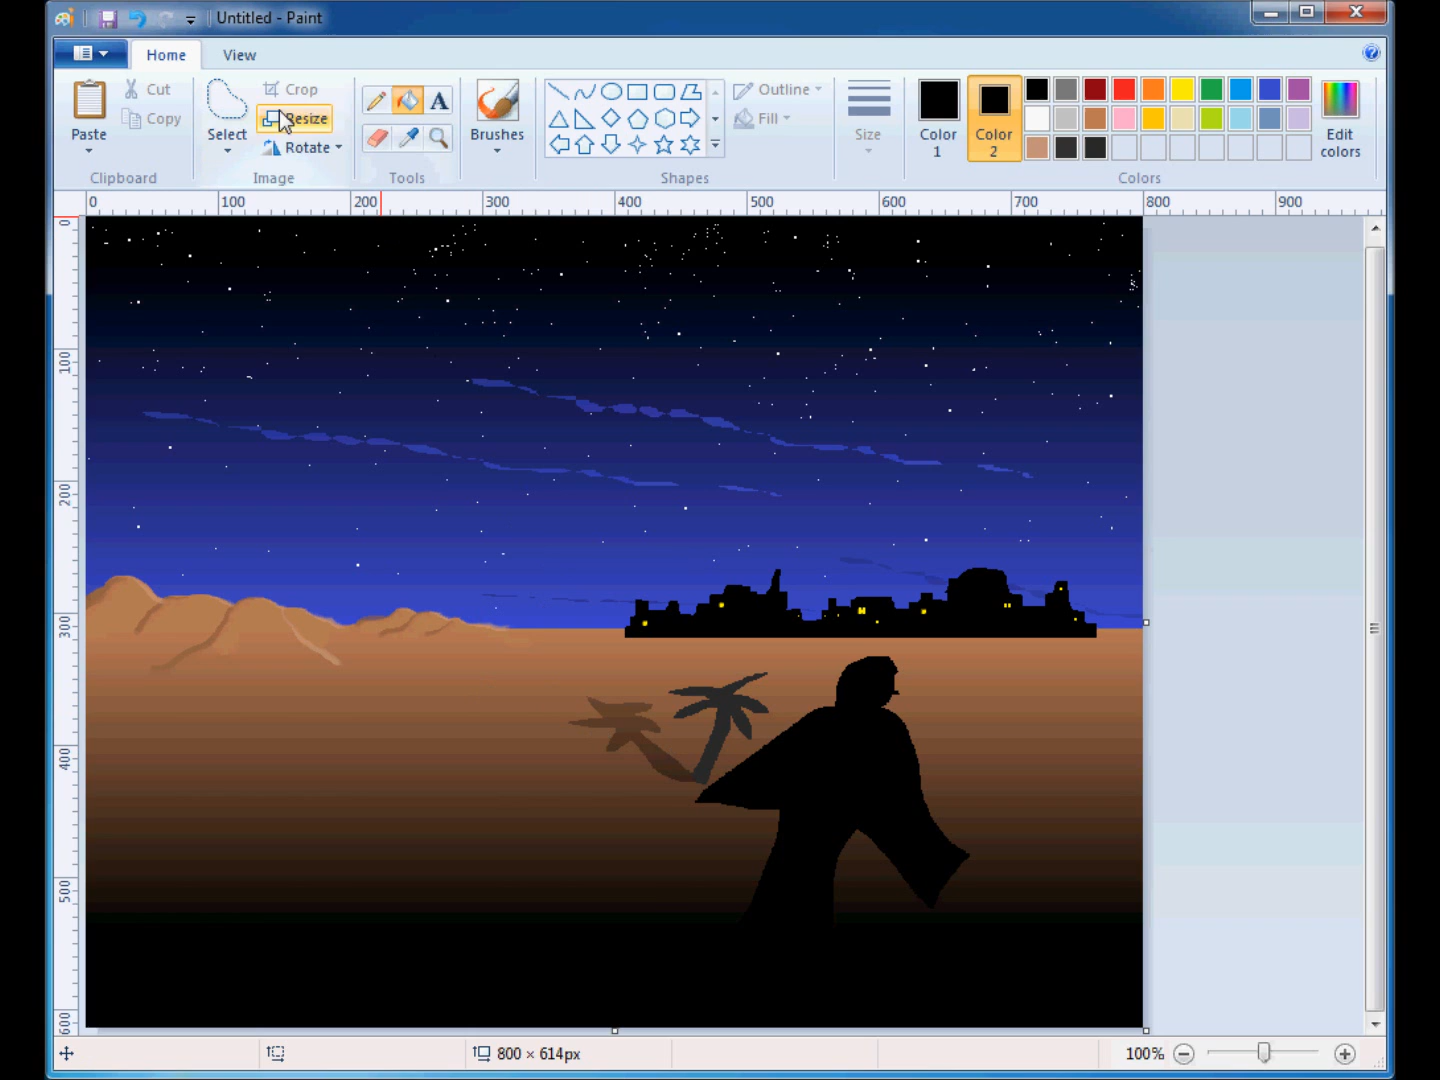 Untitled - Paint
Home View
Paste
Cut
Copy
Clipboard
Select
Crop
Resize
Rotate
Image
A
Tools
Brushes
Outline
Fill
Shapes
Size
Color 1
Color 2
Edit colors
Colors
0 100 200 300 400 500 600 700 800 900
0
100
200
300
400
500
600
800 × 614px
100%